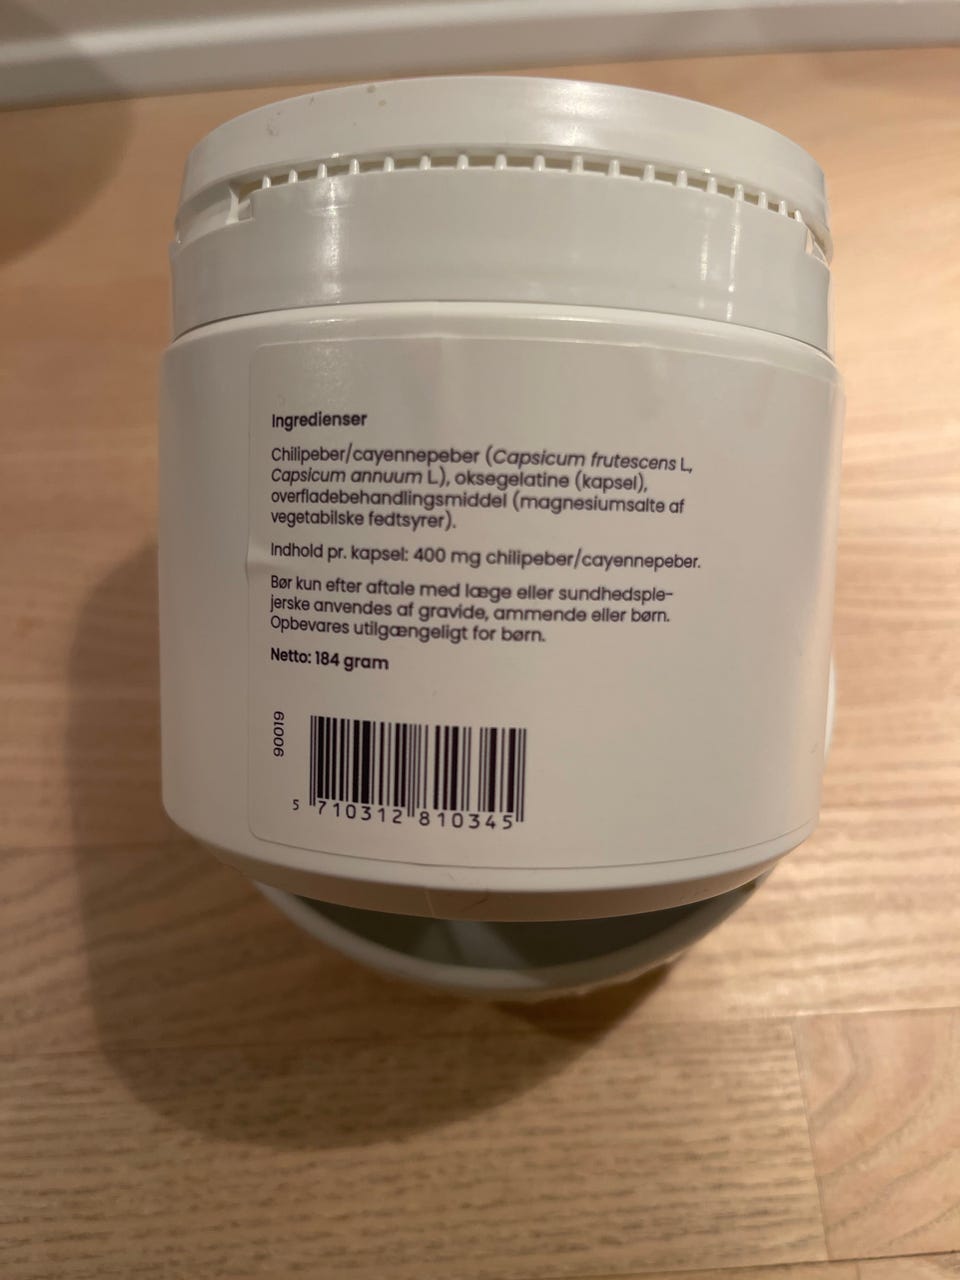 Ingredienser
Chilipeber/cayennepeber (Capsicum frutescens L,
Capsicum annuum L), oksegelatine (kapsel),
overfladebehandlingsmiddel (magnesiumsalte af
vegetabilske fedtsyrer).
Indhold pr. kapsel: 400 mg chilipeber/cayennepeber.
Bør kun efter aftale med læge eller sundhedsple-
jerske anvendes af gravide, ammende eller børn.
Opbevares utilgængeligt for børn.
Netto: 184 gram
90019
5 710312 810345